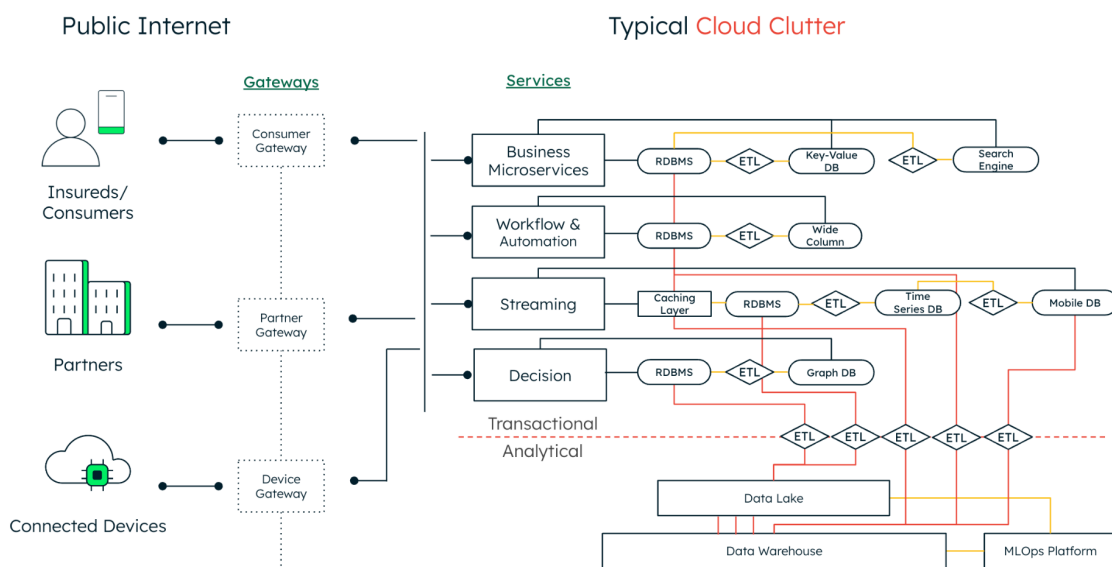 Public Internet
Typical Cloud Clutter
Gateways
Services
Insureds/
Consumers
Consumer
Gateway
Business
Microservices
RDBMS
ETL
Key-Value
DB
ETL
Search
Engine
Workflow &
Automation
RDBMS
ETL
Wide
Column
Partners
Partner
Gateway
Streaming
Caching
Layer
RDBMS
ETL
Time
Series DB
ETL
Mobile DB
Decision
RDBMS
ETL
Graph DB
Transactional
Analytical
ETL
ETL
ETL
ETL
ETL
Connected Devices
Device
Gateway
Data Lake
Data Warehouse
MLOps Platform